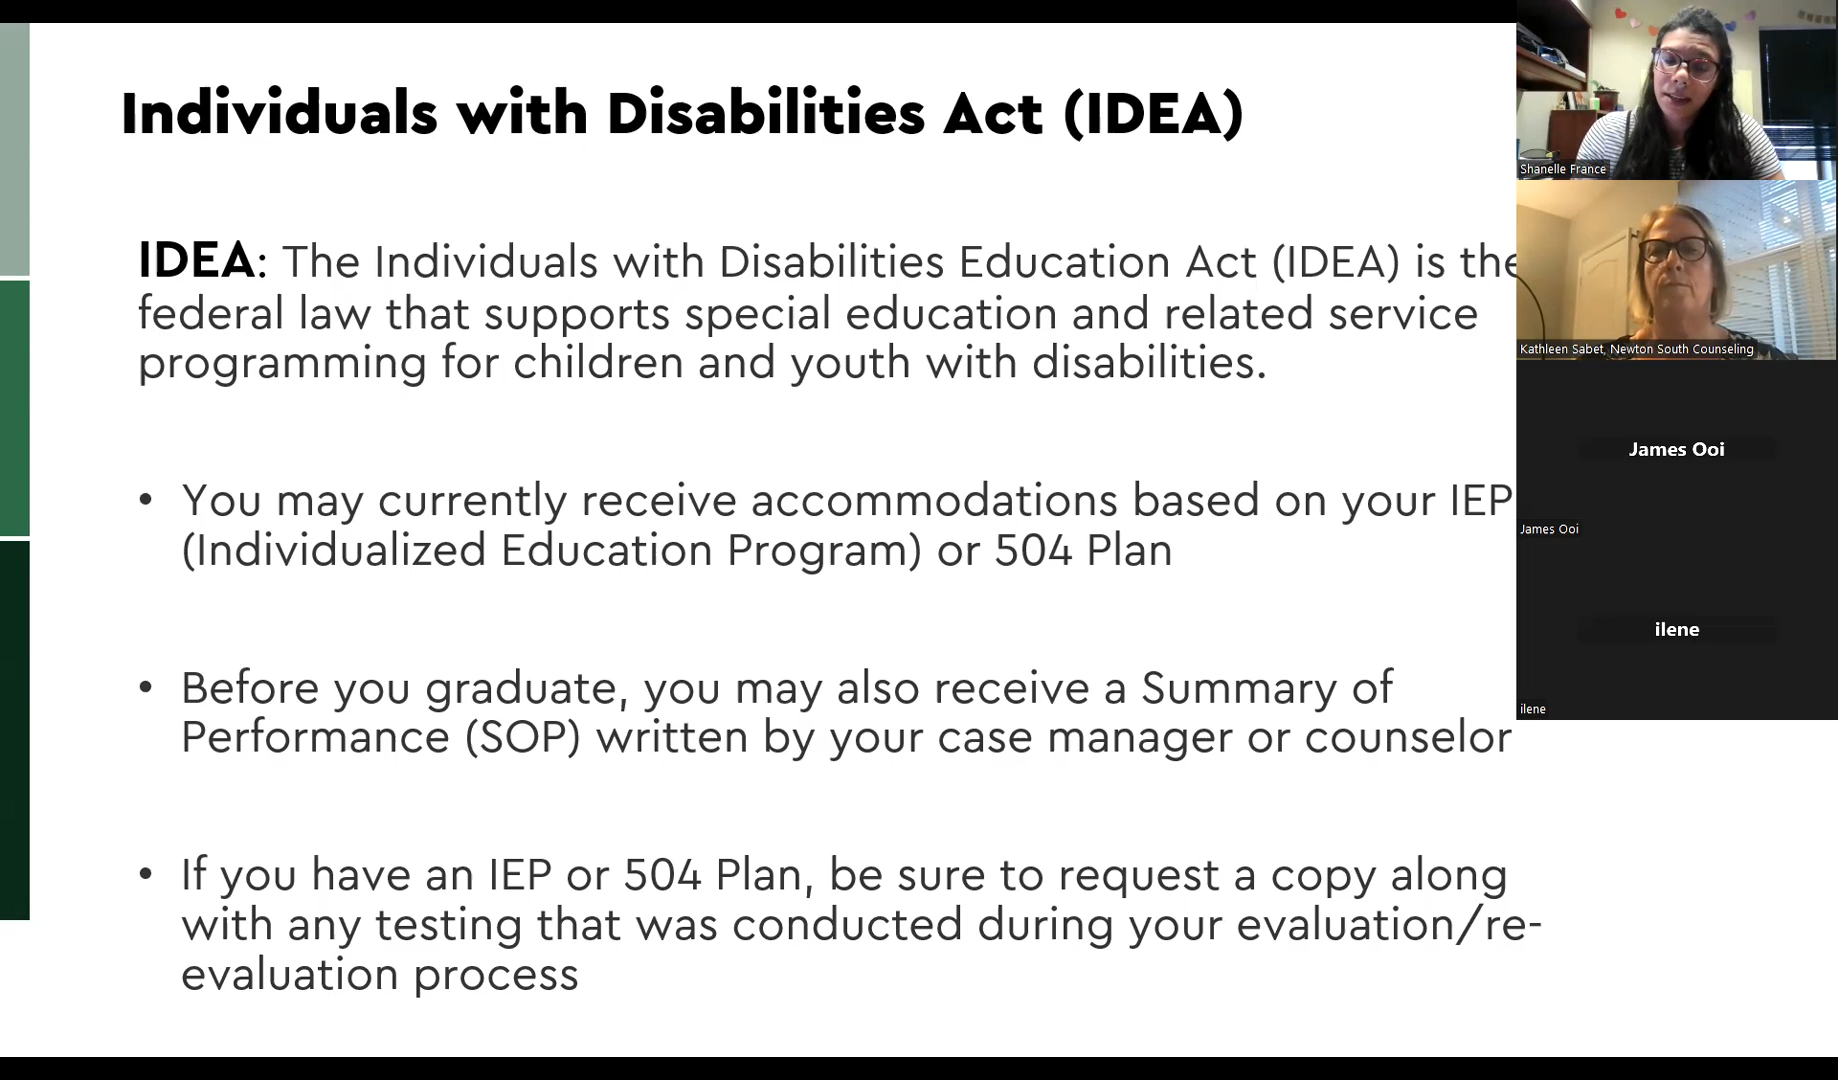 Individuals with Disabilities Act (IDEA)
IDEA: The Individuals with Disabilities Education Act (IDEA) is the
federal law that supports special education and related service
programming for children and youth with disabilities.
• You may currently receive accommodations based on your IEP
(Individualized Education Program) or 504 Plan
• Before you graduate, you may also receive a Summary of
Performance (SOP) written by your case manager or counselor
• If you have an IEP or 504 Plan, be sure to request a copy along
with any testing that was conducted during your evaluation/re-
evaluation process
Shanelle France
Kathleen Sabet, Newton South Counseling
James Ooi
James Ooi
ilene
ilene